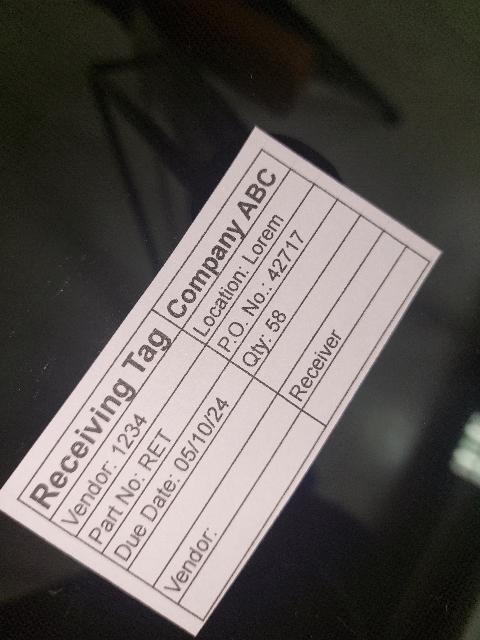 Receiving Tag Company ABC
Vendor: 1234 Location: Lorem
Part No: RET P.O. No.: 42717
Due Date: 05/10/24 Qty: 58
Vendor: Receiver